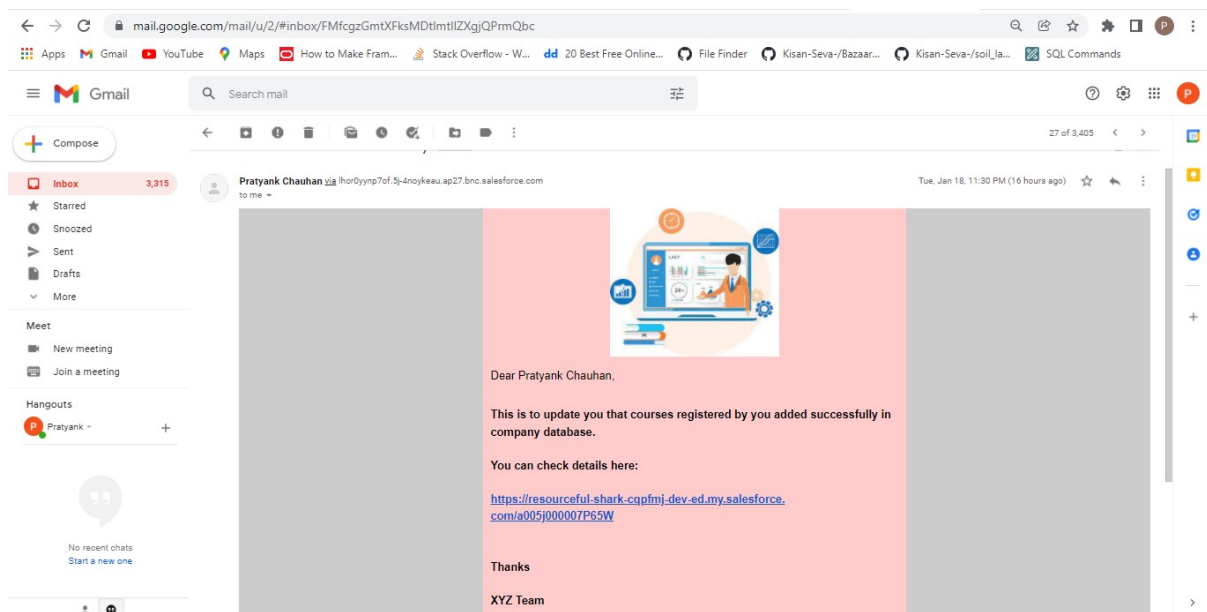 mail.google.com/mail/u/2/#inbox/FMfcgzGmtXFksMDtlmtllZXgjQPrmQbc
P
Apps Gmail YouTube Maps How to Make Fram... Stack Overflow - W... dd 20 Best Free Online... File Finder Kisan-Seva-/Bazaar... Kisan-Seva-/soil_la... SQL Commands
Gmail
Search mail
P
Compose
27 of 3,405
Inbox 3,315
Starred
Snoozed
Sent
Drafts
More
Meet
New meeting
Join a meeting
Hangouts
P Pratyank
No recent chats
Start a new one
Pratyank Chauhan via lhor0yynp7of.5j-4noykeau.ap27.bnc.salesforce.com
Tue, Jan 18, 11:30 PM (16 hours ago)
to me
Dear Pratyank Chauhan,
This is to update you that courses registered by you added successfully in
company database.
You can check details here:
https://resourceful-shark-cqpfmj-dev-ed.my.salesforce.
com/a005j000007P65W
Thanks
XYZ Team